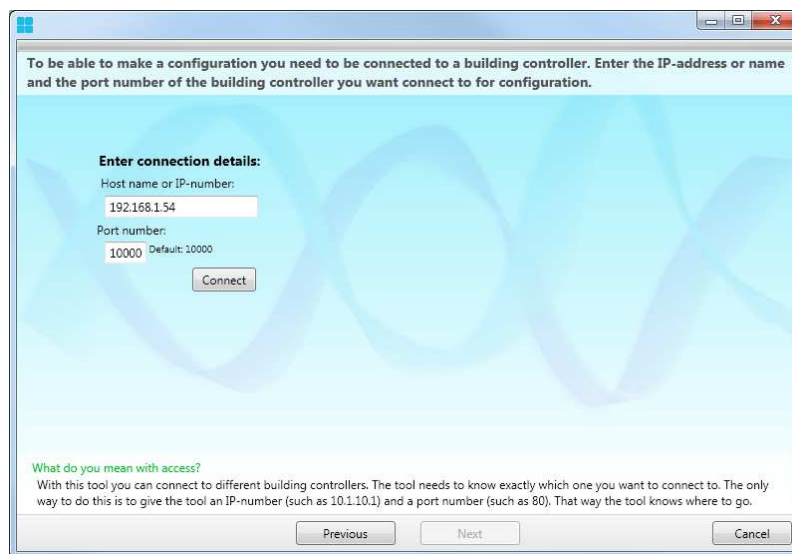 To be able to make a configuration you need to be connected to a building controller. Enter the IP-address or name
and the port number of the building controller you want connect to for configuration.
Enter connection details:
Host name or IP-number:
192.168.1.54
Port number:
10000 Default: 10000
Connect
What do you mean with access?
With this tool you can connect to different building controllers. The tool needs to know exactly which one you want to connect to. The only
way to do this is to give the tool an IP-number (such as 10.1.10.1) and a port number (such as 80). That way the tool knows where to go.
Previous Next Cancel